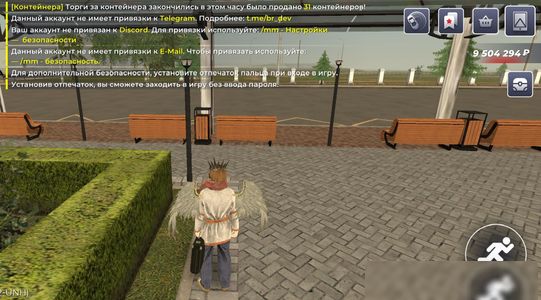 [Контейнера] Торги за контейнера закончились в этом часу было продано 31 контейнеров!
Данный аккаунт не имеет привязки к Telegram. Подробнее: t.me/br_dev
Ваш аккаунт не привязан к Discord. Для привязки используйте: /mm - Настройки
— безопасности
Данный аккаунт не имеет привязки к E-Mail. Чтобы привязать используйте:
— /mm - безопасность.
Для дополнительной безопасности, установите отпечаток пальца при входе в игру.
Установив отпечаток, вы сможете заходить в игру без ввода пароля.
9 504 294 ₽